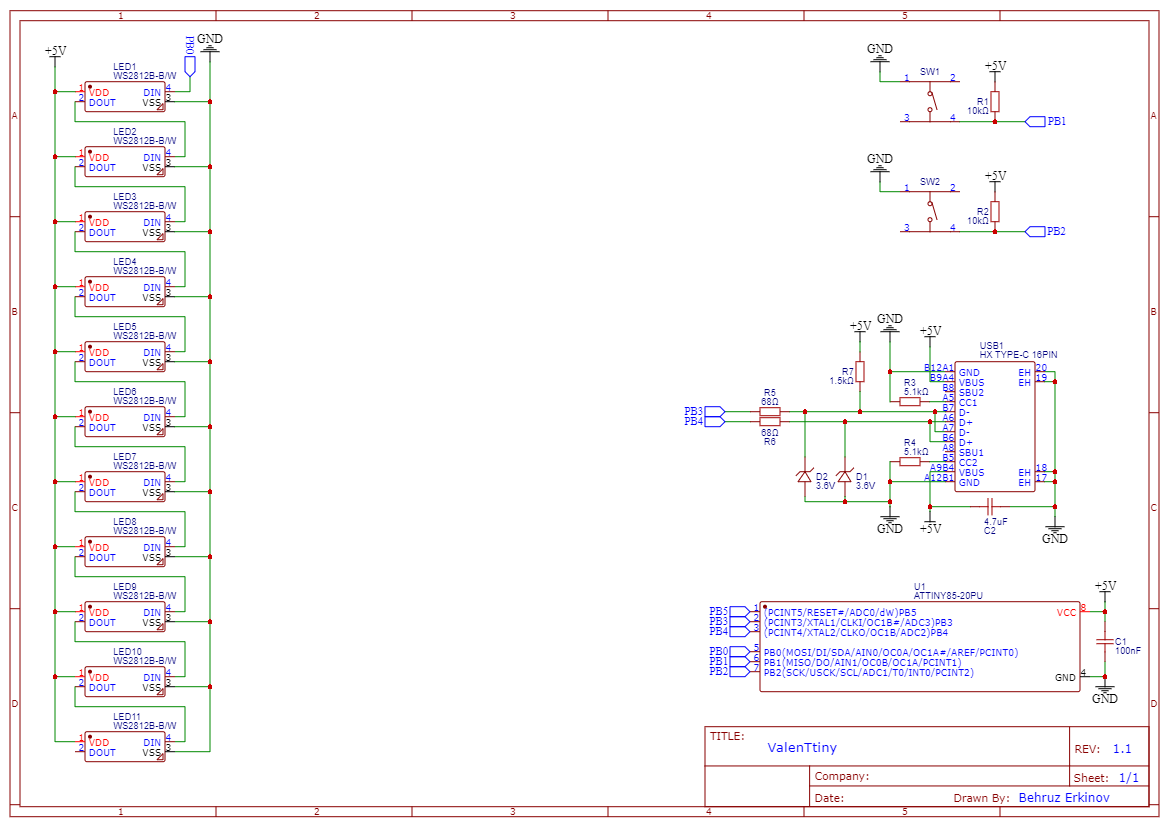 1 2 3 4 5
A
B
C
D
+5V
PB0
GND
LED1
WS2812B-B/W
1 VDD DIN 4
2 DOUT VSS 3
LED2
WS2812B-B/W
1 VDD DIN 4
2 DOUT VSS 3
LED3
WS2812B-B/W
1 VDD DIN 4
2 DOUT VSS 3
LED4
WS2812B-B/W
1 VDD DIN 4
2 DOUT VSS 3
LED5
WS2812B-B/W
1 VDD DIN 4
2 DOUT VSS 3
LED6
WS2812B-B/W
1 VDD DIN 4
2 DOUT VSS 3
LED7
WS2812B-B/W
1 VDD DIN 4
2 DOUT VSS 3
LED8
WS2812B-B/W
1 VDD DIN 4
2 DOUT VSS 3
LED9
WS2812B-B/W
1 VDD DIN 4
2 DOUT VSS 3
LED10
WS2812B-B/W
1 VDD DIN 4
2 DOUT VSS 3
LED11
WS2812B-B/W
1 VDD DIN 4
2 DOUT VSS 3
GND
+5V
1 SW1 2
R1
10kΩ
3 4
PB1
GND
+5V
1 SW2 2
R2
10kΩ
3 4
PB2
+5V
GND
+5V
USB1
HX TYPE-C 16PIN
R7
1.5kΩ
R3
5.1kΩ
R5
68Ω
PB3
PB4
68Ω
R6
R4
5.1kΩ
B12A1 GND EH 20
B9A4 VBUS EH 19
B8 SBU2
A5 CC1
B7 D-
A6 D+
A7 D-
B6 D+
A8 SBU1
B5 CC2
A9B4 VBUS EH 18
A12B1 GND EH 17
D2
3.6V
D1
3.6V
GND
+5V
4.7uF
C2
GND
U1
ATTINY85-20PU
PB5 1 (PCINT5/RESET#/ADC0/dW)PB5
PB3 2 (PCINT3/XTAL1/CLKI/OC1B#/ADC3)PB3
PB4 3 (PCINT4/XTAL2/CLKO/OC1B/ADC2)PB4
PB0 5 PB0(MOSI/DI/SDA/AIN0/OC0A/OC1A#/AREF/PCINT0)
PB1 6 PB1(MISO/DO/AIN1/OC0B/OC1A/PCINT1)
PB2 7 PB2(SCK/USCK/SCL/ADC1/T0/INT0/PCINT2)
VCC 8
GND 4
+5V
C1
100nF
GND
TITLE:
ValenTtiny
REV: 1.1
Company:
Sheet: 1/1
Date:
Drawn By: Behruz Erkinov
A
B
C
D
1 2 3 4 5